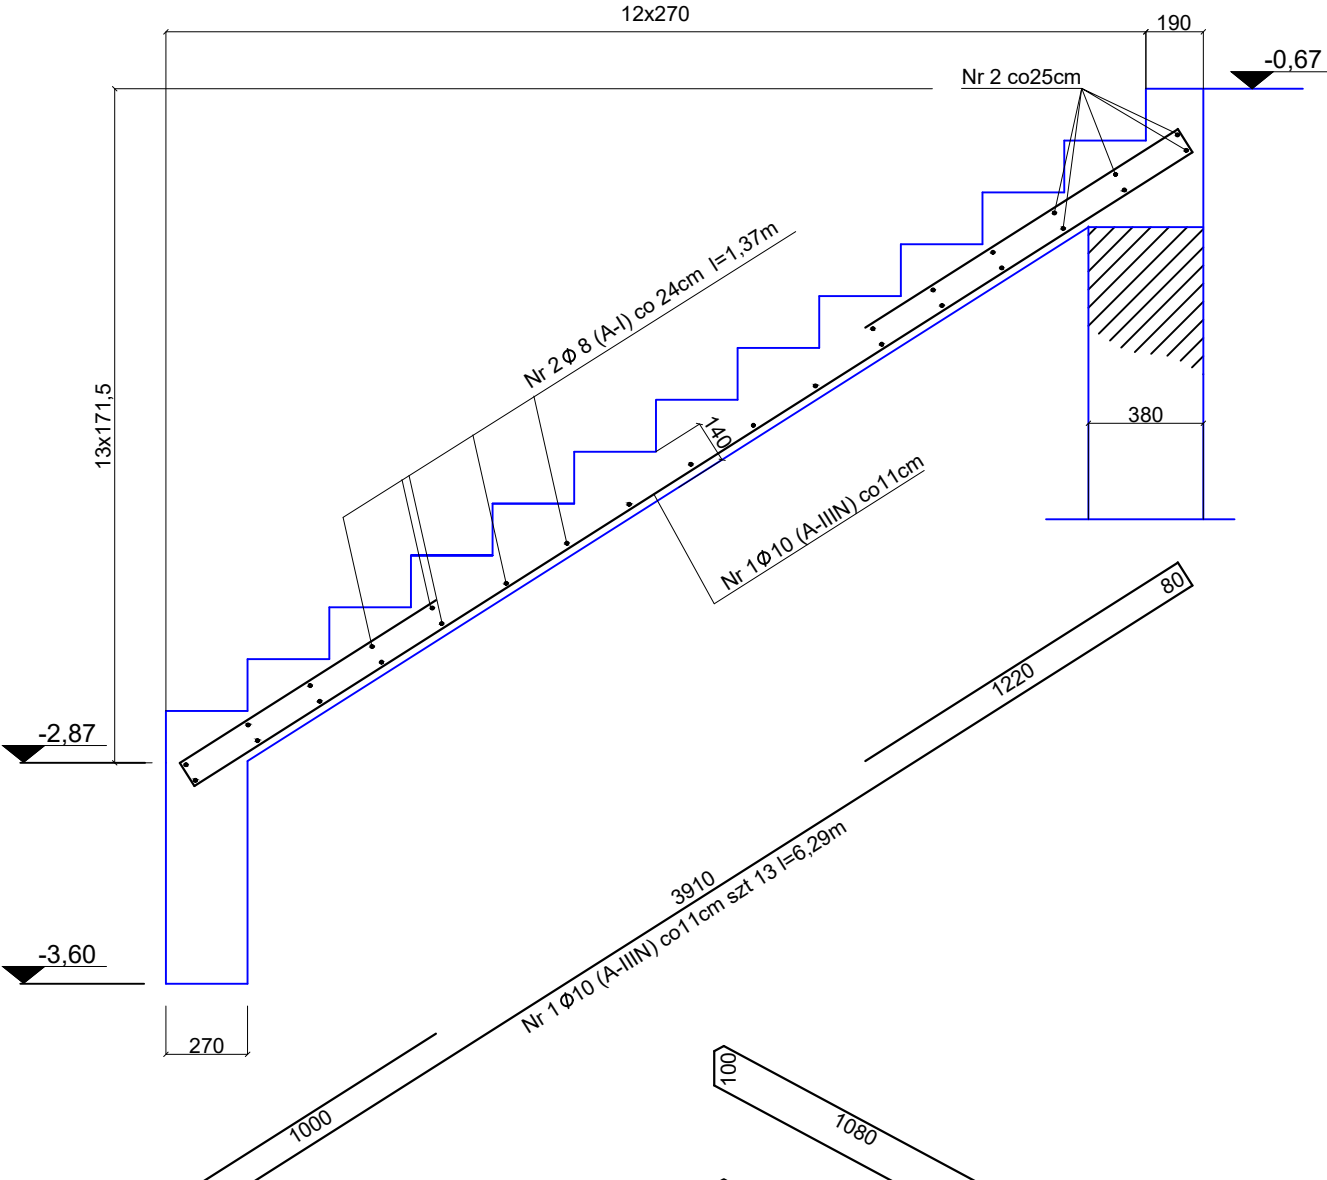 12x270
190
-0,67
Nr 2 co25cm
Nr 2 ϕ 8 (A-I) co 24cm l=1,37m
13x171,5
140
380
Nr 1ϕ10 (A-IIIN) co11cm
80
1220
-2,87
3910
Nr 1 ϕ10 (A-IIIN) co11cm szt 13 l=6,29m
-3,60
270
1000
100
1080